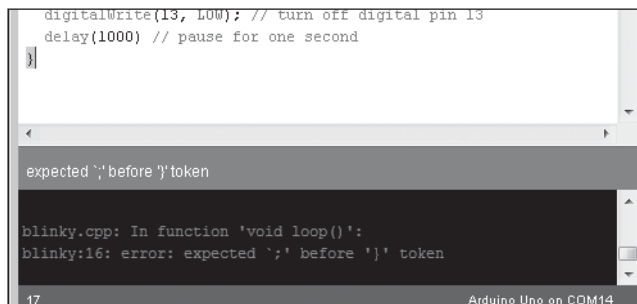 digitalWrite(13, LOW); // turn off digital pin 13
delay(1000) // pause for one second
}
expected `;' before '}' token
blinky.cpp: In function 'void loop()':
blinky:16: error: expected `;' before '}' token
17 Arduino Uno on COM14